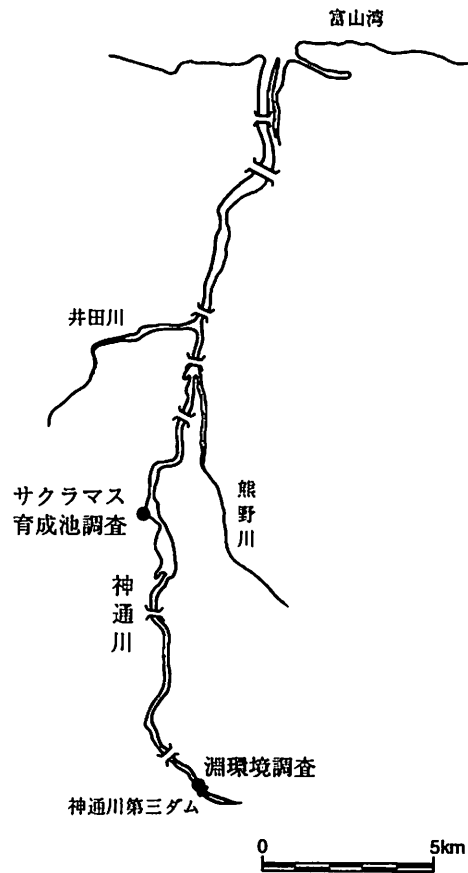 富山湾
井田川
サクラマス
育成池調査
熊野川
神通川
淵環境調査
神通川第三ダム
0 5km